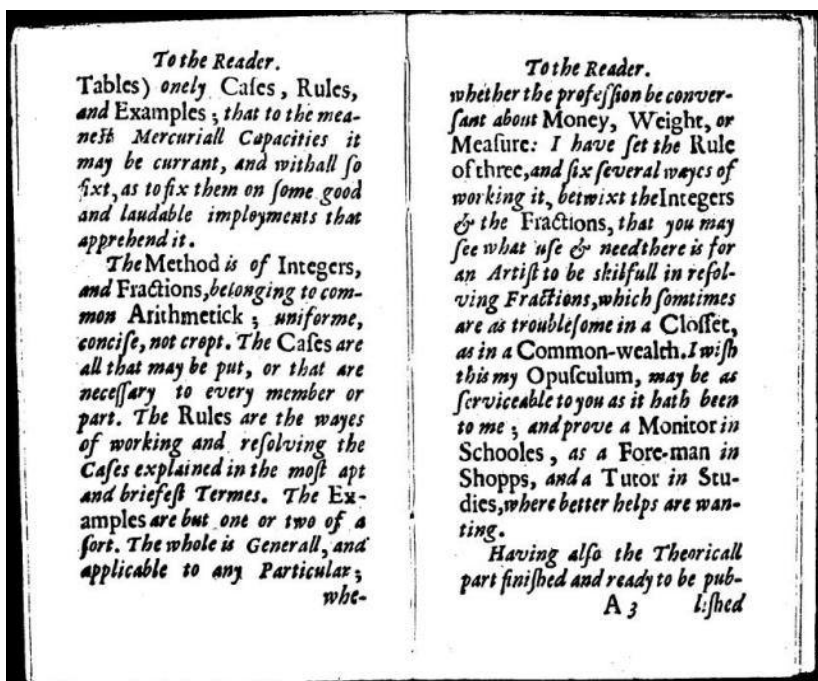 To the Reader.
Tables) onely Caſes, Rules,
and Examples; that to the mea-
neſt Mercuriall Capacities it
may be currant, and withall ſo
fixt, as to fix them on ſome good
and laudable imployments that
apprehend it.
The Method is of Integers,
and Fractions, belonging to com-
mon Arithmetick; uniforme,
conciſe, not cropt. The Caſes are
all that may be put, or that are
neceſſary to every member or
part. The Rules are the wayes
of working and reſolving the
Caſes explained in the moſt apt
and briefeſt Termes. The Ex-
amples are but one or two of a
ſort. The whole is Generall, and
applicable to any Particular;
whe-
To the Reader.
whether the profeſſion be conver-
ſant about Money, Weight, or
Meaſure: I have ſet the Rule
of three, and ſix ſeveral wayes of
working it, betwixt the Integers
& the Fractions, that you may
ſee what uſe & need there is for
an Artiſt to be skilfull in reſol-
ving Fractions, which ſomtimes
are as troubleſome in a Cloſſet,
as in a Common-wealth. I wiſh
this my Opuſculum, may be as
ſerviceable to you as it hath been
to me; and prove a Monitor in
Schooles, as a Fore-man in
Shopps, and a Tutor in Stu-
dies, where better helps are wan-
ting.
Having alſo the Theoricall
part finiſhed and ready to be pub-
A 3 liſhed